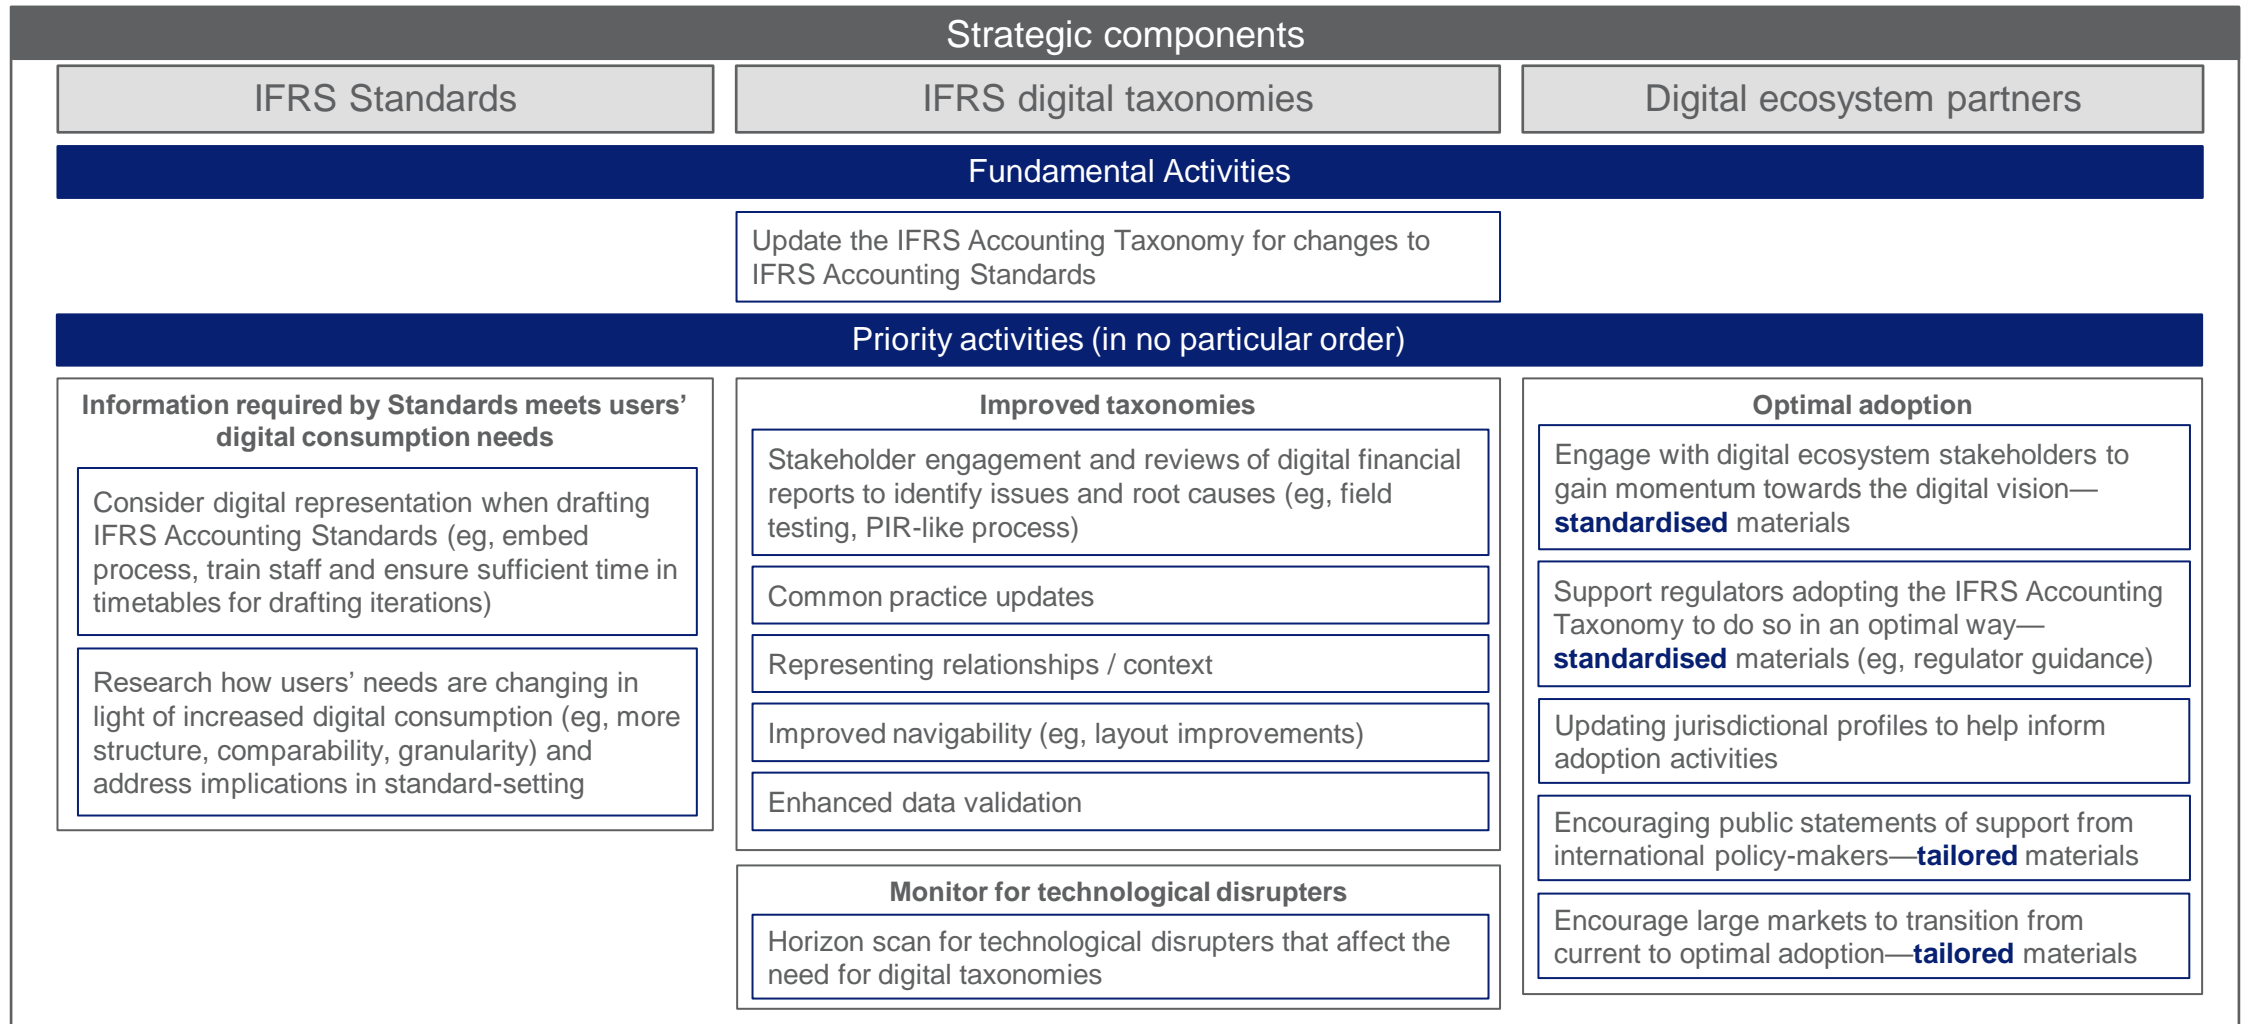 Strategic components
IFRS Standards
IFRS digital taxonomies
Digital ecosystem partners
Fundamental Activities
Update the IFRS Accounting Taxonomy for changes to
IFRS Accounting Standards
Priority activities (in no particular order)
Information required by Standards meets users’
digital consumption needs
Consider digital representation when drafting
IFRS Accounting Standards (eg, embed
process, train staff and ensure sufficient time in
timetables for drafting iterations)
Research how users’ needs are changing in
light of increased digital consumption (eg, more
structure, comparability, granularity) and
address implications in standard-setting
Improved taxonomies
Stakeholder engagement and reviews of digital financial
reports to identify issues and root causes (eg, field
testing, PIR-like process)
Common practice updates
Representing relationships / context
Improved navigability (eg, layout improvements)
Enhanced data validation
Monitor for technological disrupters
Horizon scan for technological disrupters that affect the
need for digital taxonomies
Optimal adoption
Engage with digital ecosystem stakeholders to
gain momentum towards the digital vision—
standardised materials
Support regulators adopting the IFRS Accounting
Taxonomy to do so in an optimal way—
standardised materials (eg, regulator guidance)
Updating jurisdictional profiles to help inform
adoption activities
Encouraging public statements of support from
international policy-makers—tailored materials
Encourage large markets to transition from
current to optimal adoption—tailored materials